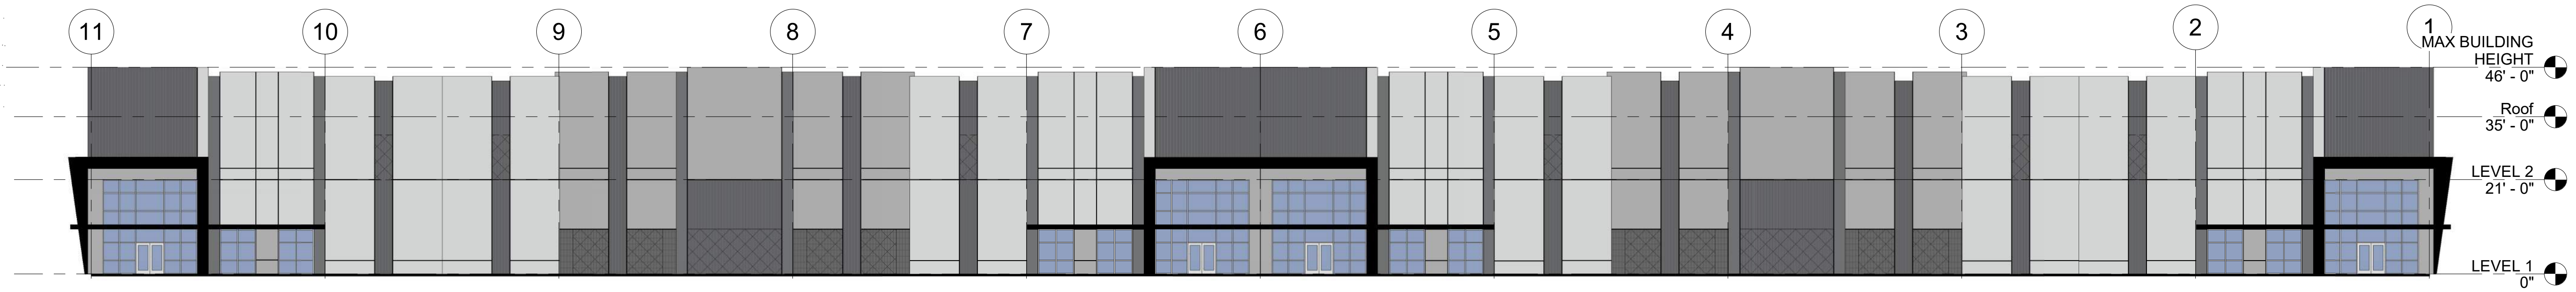 11
10
9
8
7
6
5
4
3
2
1
MAX BUILDING
HEIGHT
46' - 0"
Roof
35' - 0"
LEVEL 2
21' - 0"
LEVEL 1
0"